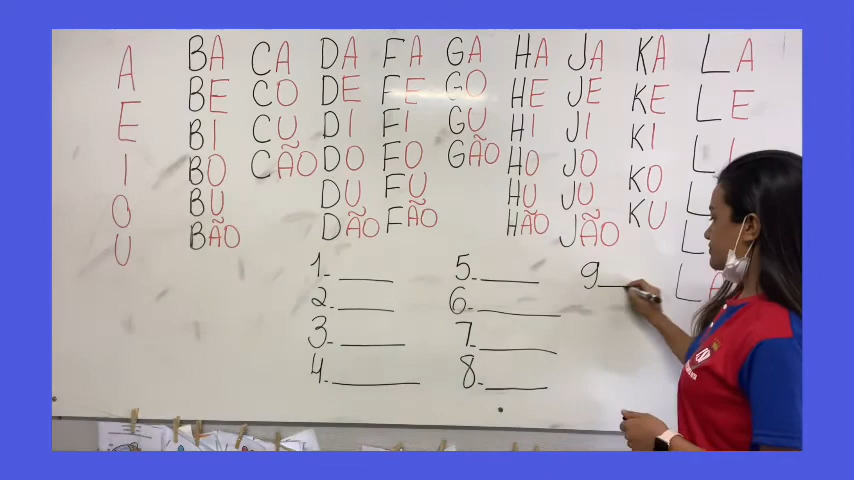 A BA CA DA FA GA HA JA KA LA
E BE CO DE FE GO HE JE KE LE
I BI CU DI FI GU HI JI KI
O BO CÃO DO FO GÃO HO JO KO
U BU DU FU HU JU KU
BÃO DÃO FÃO HÃO JÃO
1- ____ 5- ____ 9____
2- ____ 6- ____
3- ____ 7- ____
4- ____ 8- ____